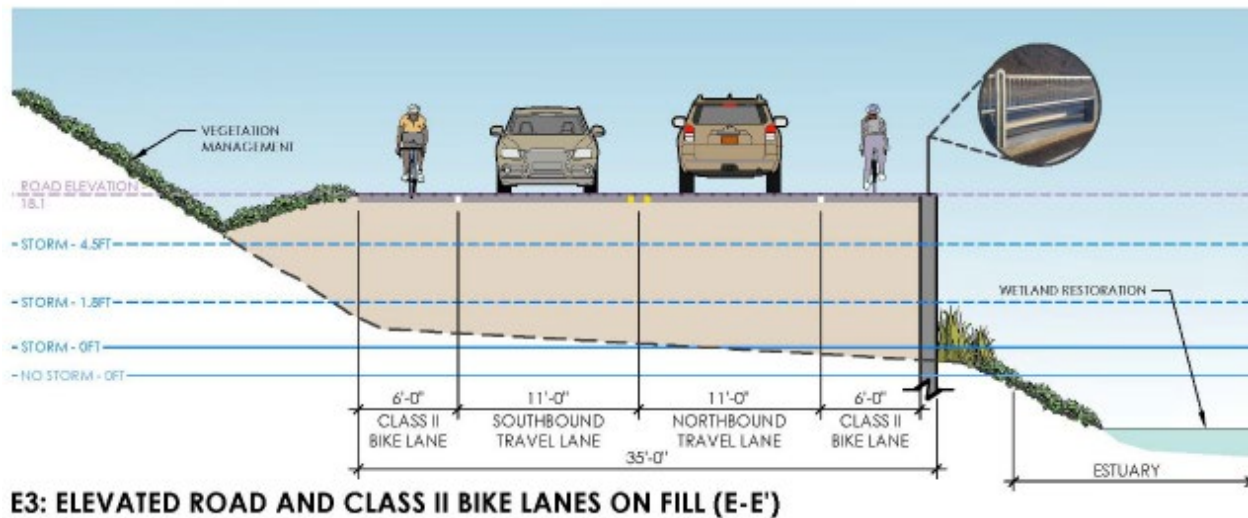 VEGETATION
MANAGEMENT
ROAD ELEVATION
18.1
STORM - 4.5FT
STORM - 1.8FT
WETLAND RESTORATION
STORM - 0FT
NO STORM - 0FT
6'-0" 11'-0" 11'-0" 6'-0"
CLASS II SOUTHBOUND NORTHBOUND CLASS II
BIKE LANE TRAVEL LANE TRAVEL LANE BIKE LANE
35'-0"
ESTUARY
E3: ELEVATED ROAD AND CLASS II BIKE LANES ON FILL (E-E')